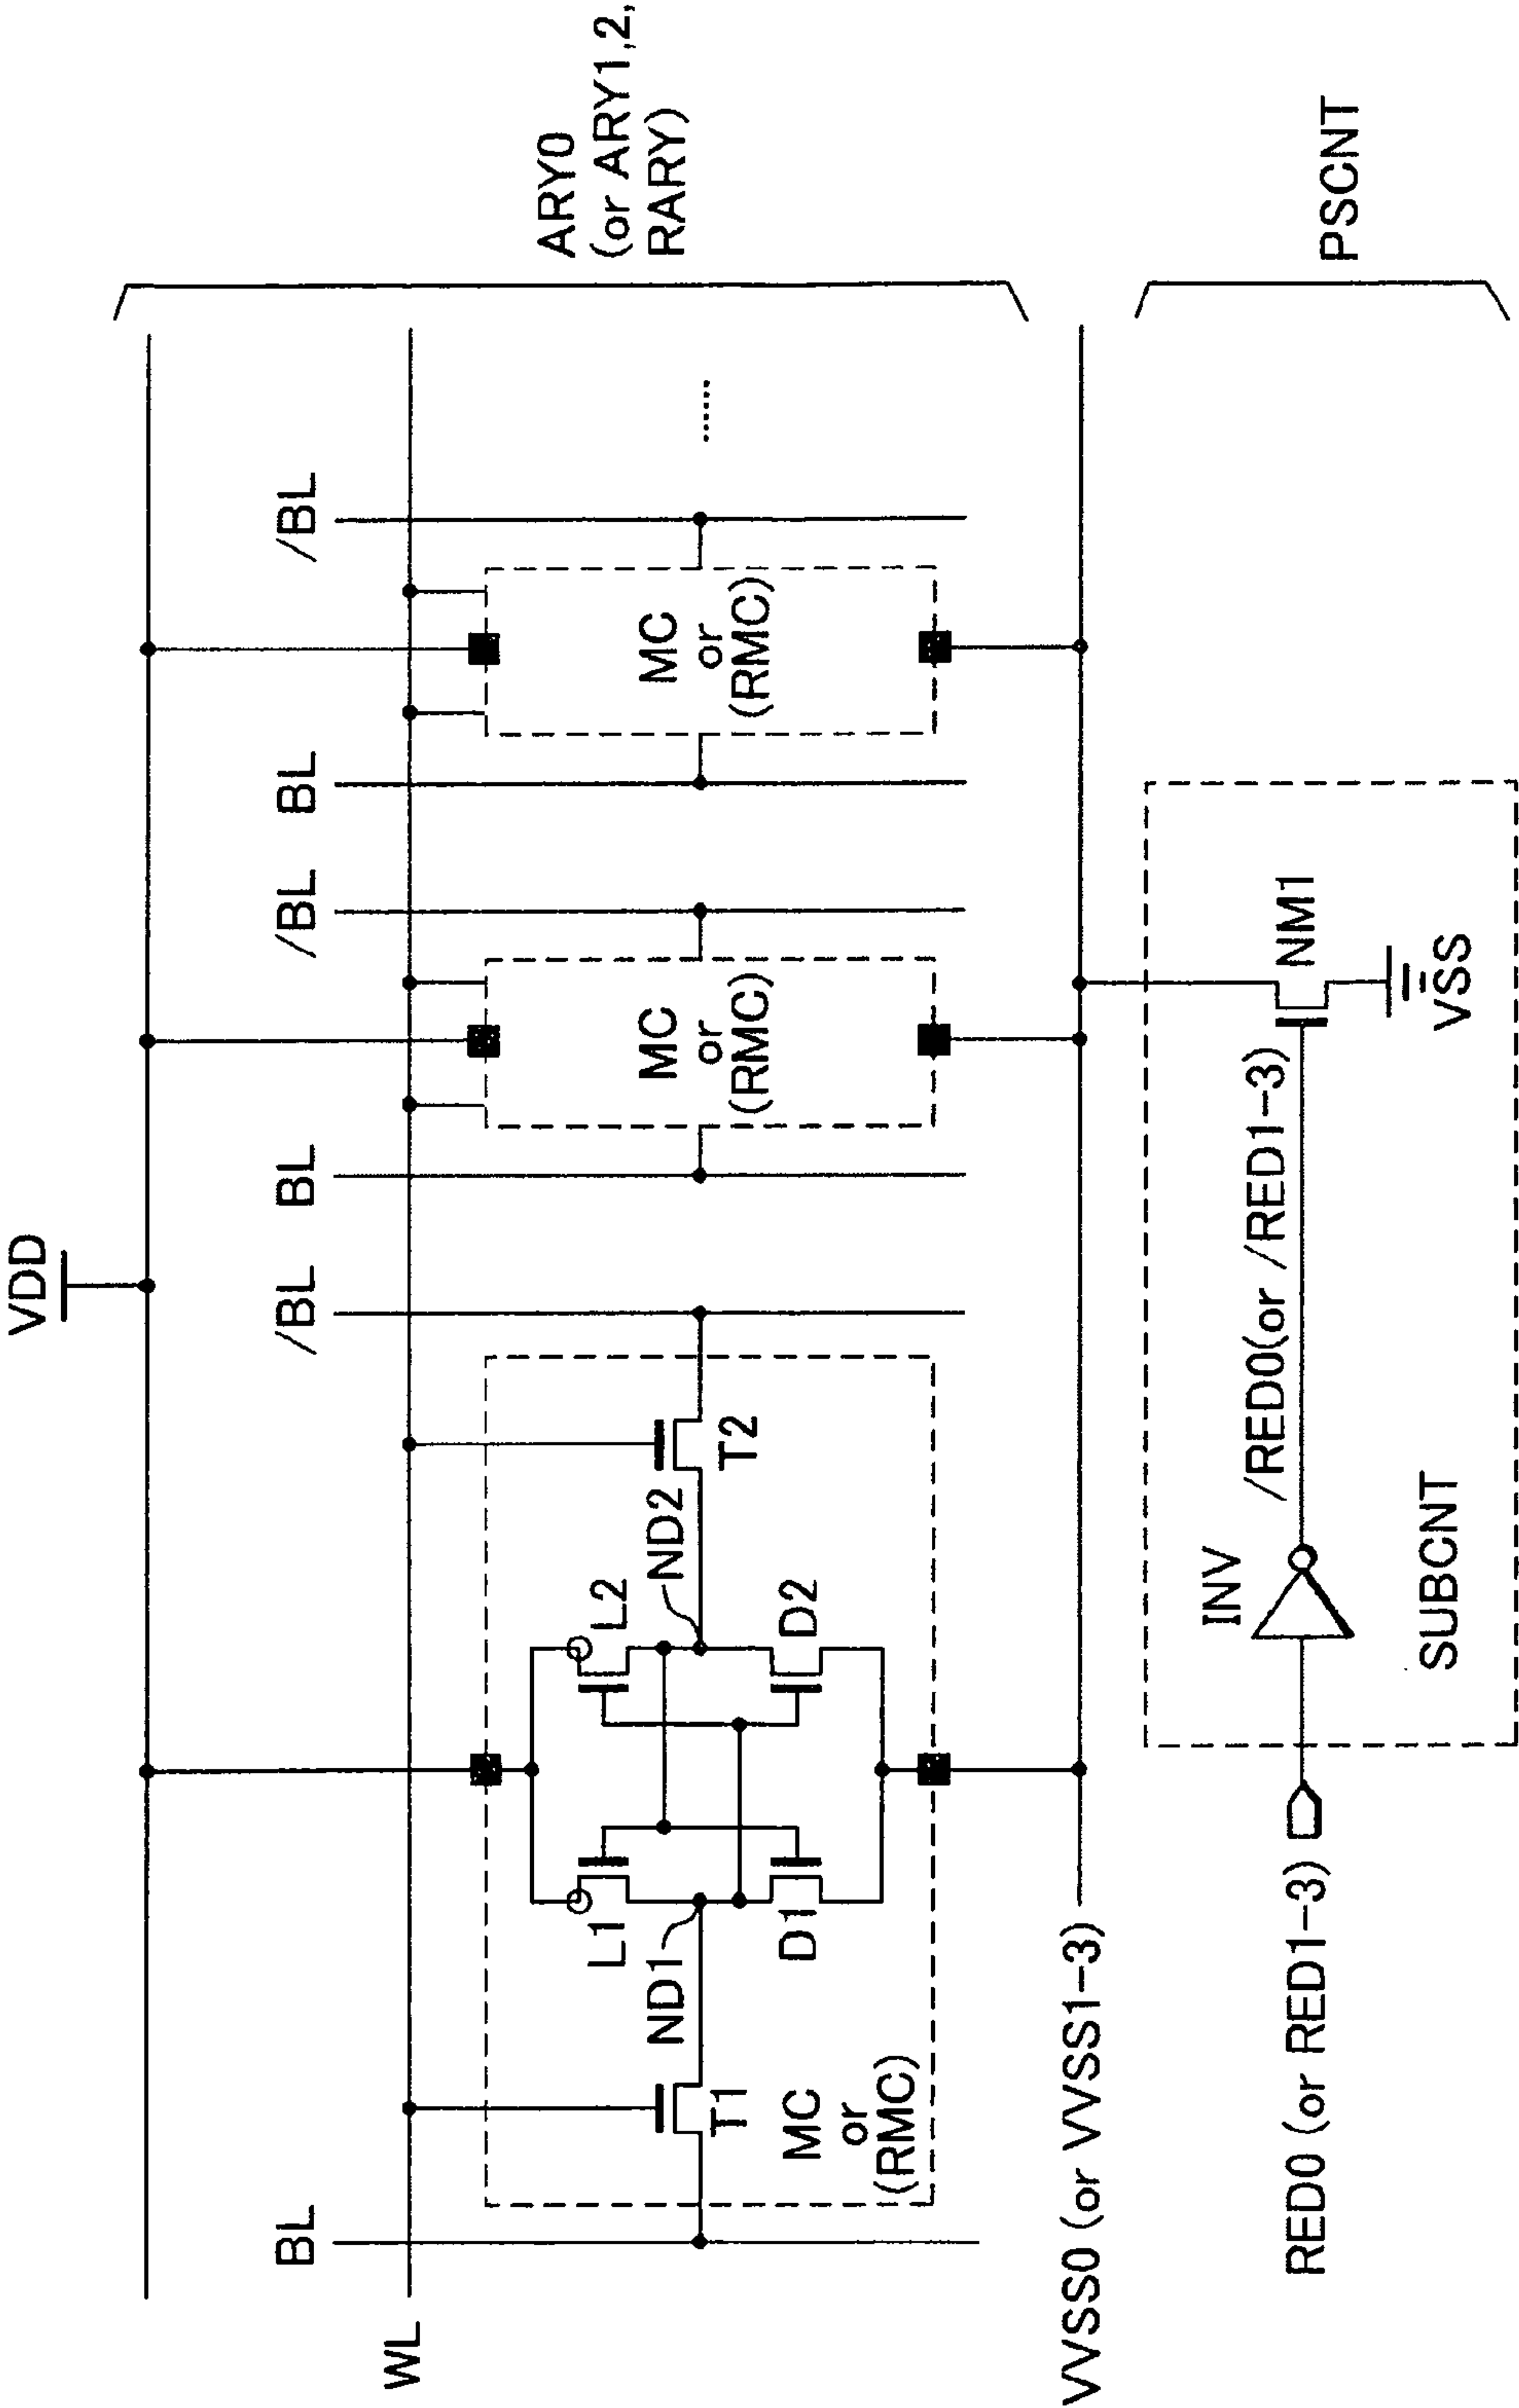 VDD
ARY0
(or ARY1,2,
RARY)
BL
/BL
BL
/BL
BL
/BL
WL
L1
L2
ND1
ND2
T1
T2
D1
D2
MC
or
(RMC)
MC
or
(RMC)
MC
or
(RMC)
......
VVSS0 (or VVSS1-3)
PSCNT
INV
/RED0(or /RED1-3)
NM1
VSS
RED0 (or RED1-3)
SUBCNT